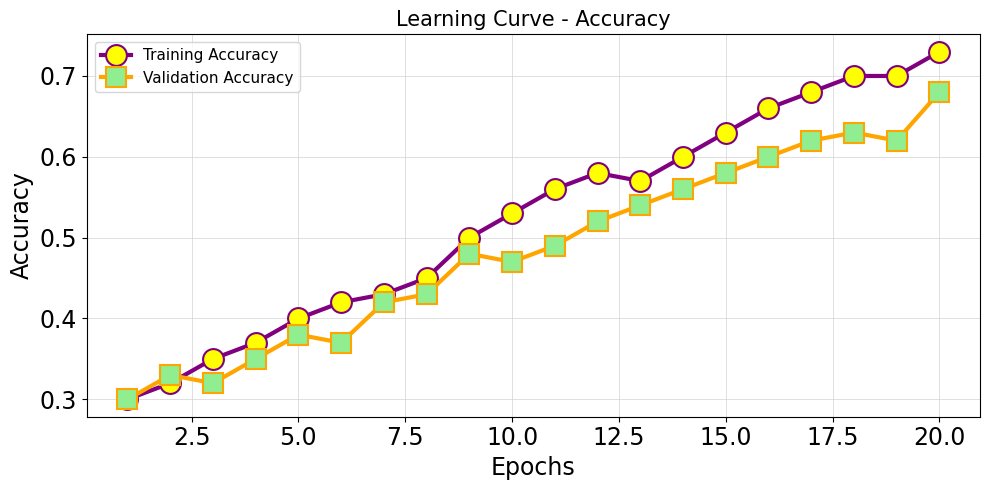 Learning Curve - Accuracy
Training Accuracy
Validation Accuracy
0.7
0.6
0.5
0.4
0.3
Accuracy
2.5 5.0 7.5 10.0 12.5 15.0 17.5 20.0
Epochs